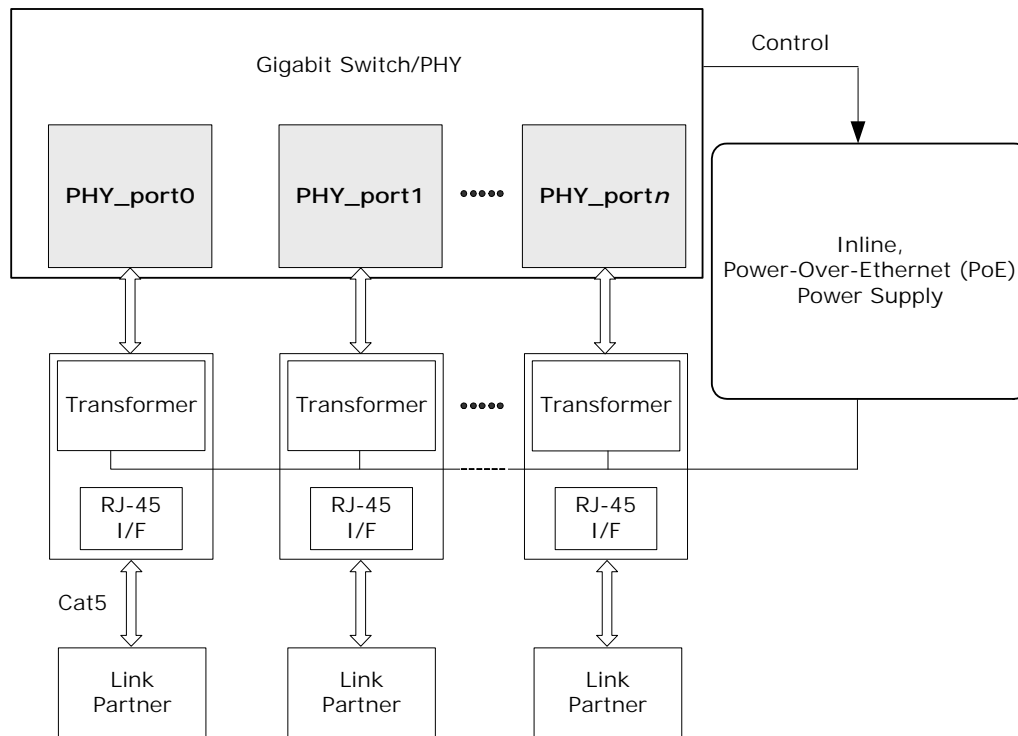 Control
Gigabit Switch/PHY
PHY_port0
PHY_port1
PHY_portn
Inline,
Power-Over-Ethernet (PoE)
Power Supply
Transformer
Transformer
Transformer
RJ-45
I/F
RJ-45
I/F
RJ-45
I/F
Cat5
Link
Partner
Link
Partner
Link
Partner